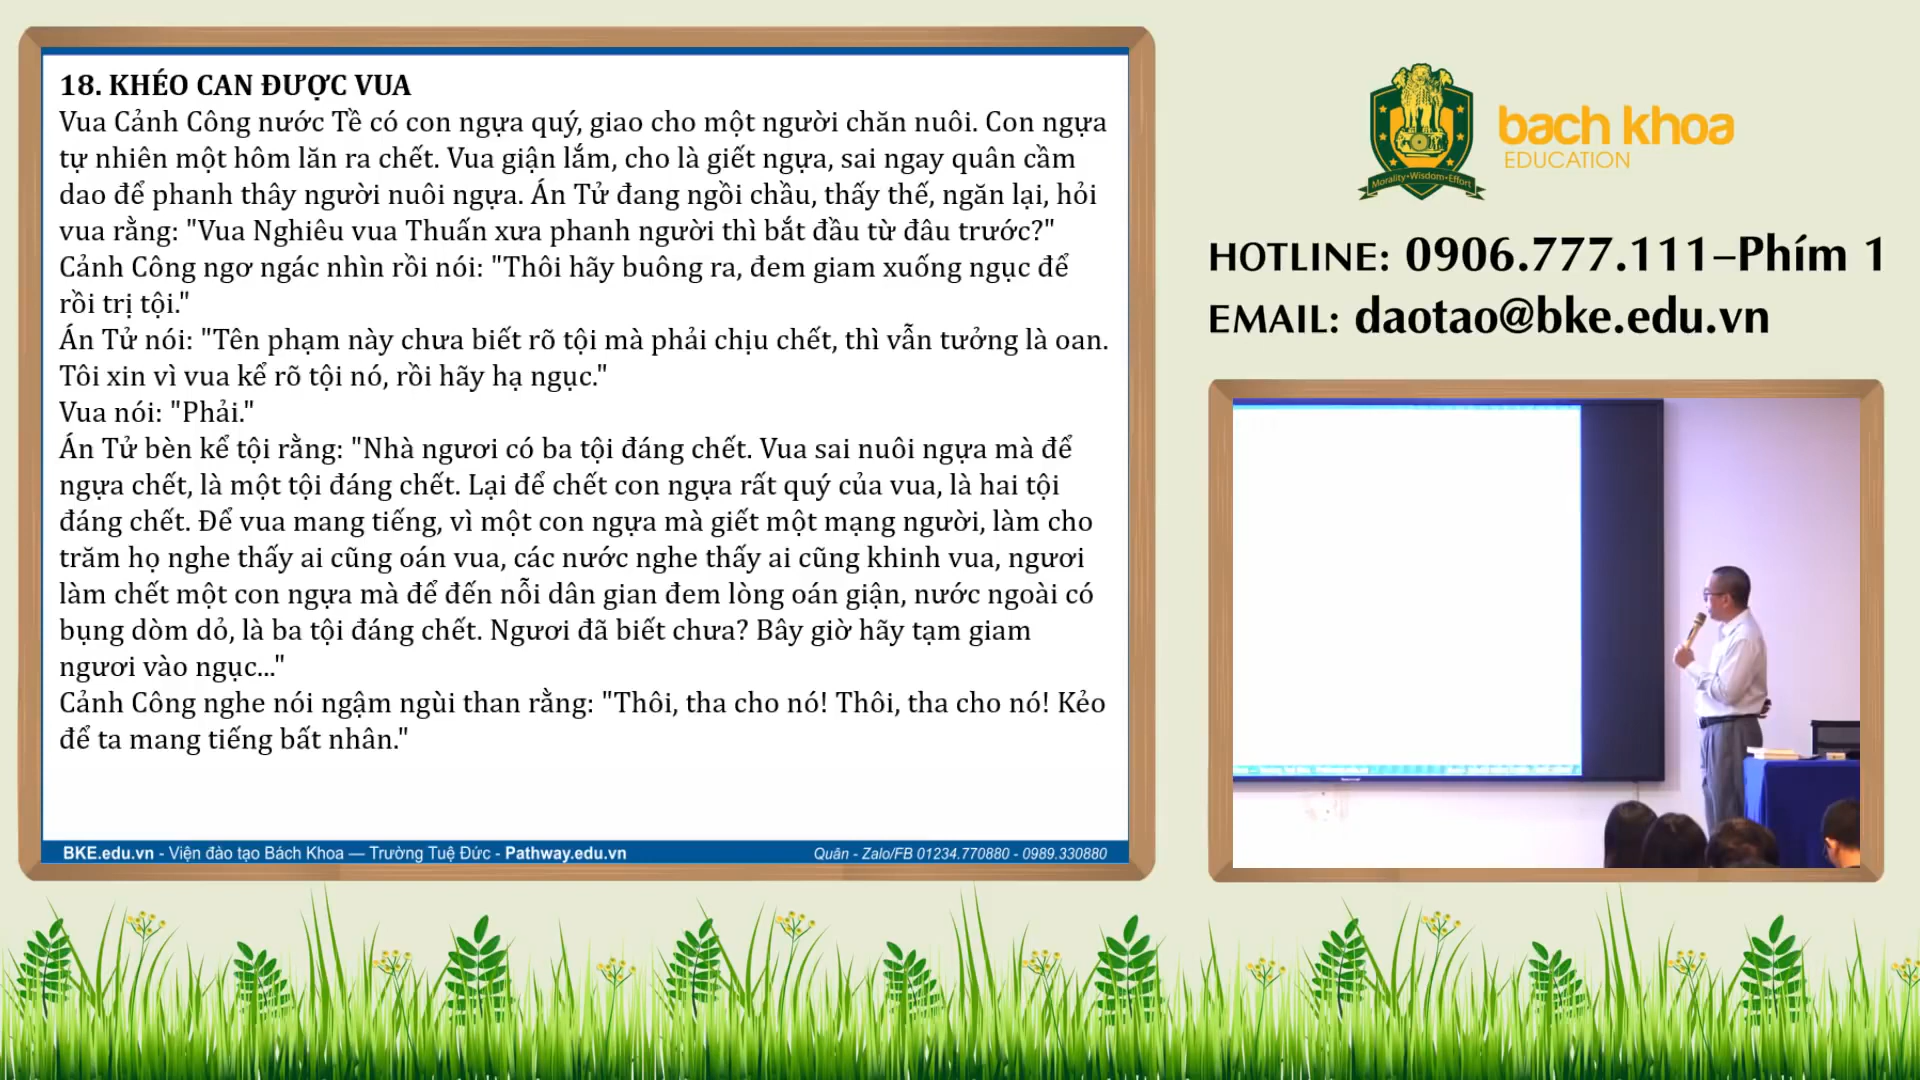 18. KHÉO CAN ĐƯỢC VUA
Vua Cảnh Công nước Tề có con ngựa quý, giao cho một người chăn nuôi. Con ngựa
tự nhiên một hôm lăn ra chết. Vua giận lắm, cho là giết ngựa, sai ngay quân cầm
dao để phanh thây người nuôi ngựa. Án Tử đang ngồi chầu, thấy thế, ngăn lại, hỏi
vua rằng: "Vua Nghiêu vua Thuấn xưa phanh người thì bắt đầu từ đâu trước?"
Cảnh Công ngơ ngác nhìn rồi nói: "Thôi hãy buông ra, đem giam xuống ngục để
rồi trị tội."
Án Tử nói: "Tên phạm này chưa biết rõ tội mà phải chịu chết, thì vẫn tưởng là oan.
Tôi xin vì vua kể rõ tội nó, rồi hãy hạ ngục."
Vua nói: "Phải."
Án Tử bèn kể tội rằng: "Nhà ngươi có ba tội đáng chết. Vua sai nuôi ngựa mà để
ngựa chết, là một tội đáng chết. Lại để chết con ngựa rất quý của vua, là hai tội
đáng chết. Để vua mang tiếng, vì một con ngựa mà giết một mạng người, làm cho
trăm họ nghe thấy ai cũng oán vua, các nước nghe thấy ai cũng khinh vua, ngươi
làm chết một con ngựa mà để đến nỗi dân gian đem lòng oán giận, nước ngoài có
bụng dòm dỏ, là ba tội đáng chết. Ngươi đã biết chưa? Bây giờ hãy tạm giam
ngươi vào ngục..."
Cảnh Công nghe nói ngậm ngùi than rằng: "Thôi, tha cho nó! Thôi, tha cho nó! Kẻo
để ta mang tiếng bất nhân."
BKE.edu.vn - Viện đào tạo Bách Khoa — Trường Tuệ Đức - Pathway.edu.vn
Quân - Zalo/FB 01234.770880 - 0989.330880
Morality•Wisdom•Effort
bach khoa
EDUCATION
HOTLINE: 0906.777.111–Phím 1
EMAIL: daotao@bke.edu.vn